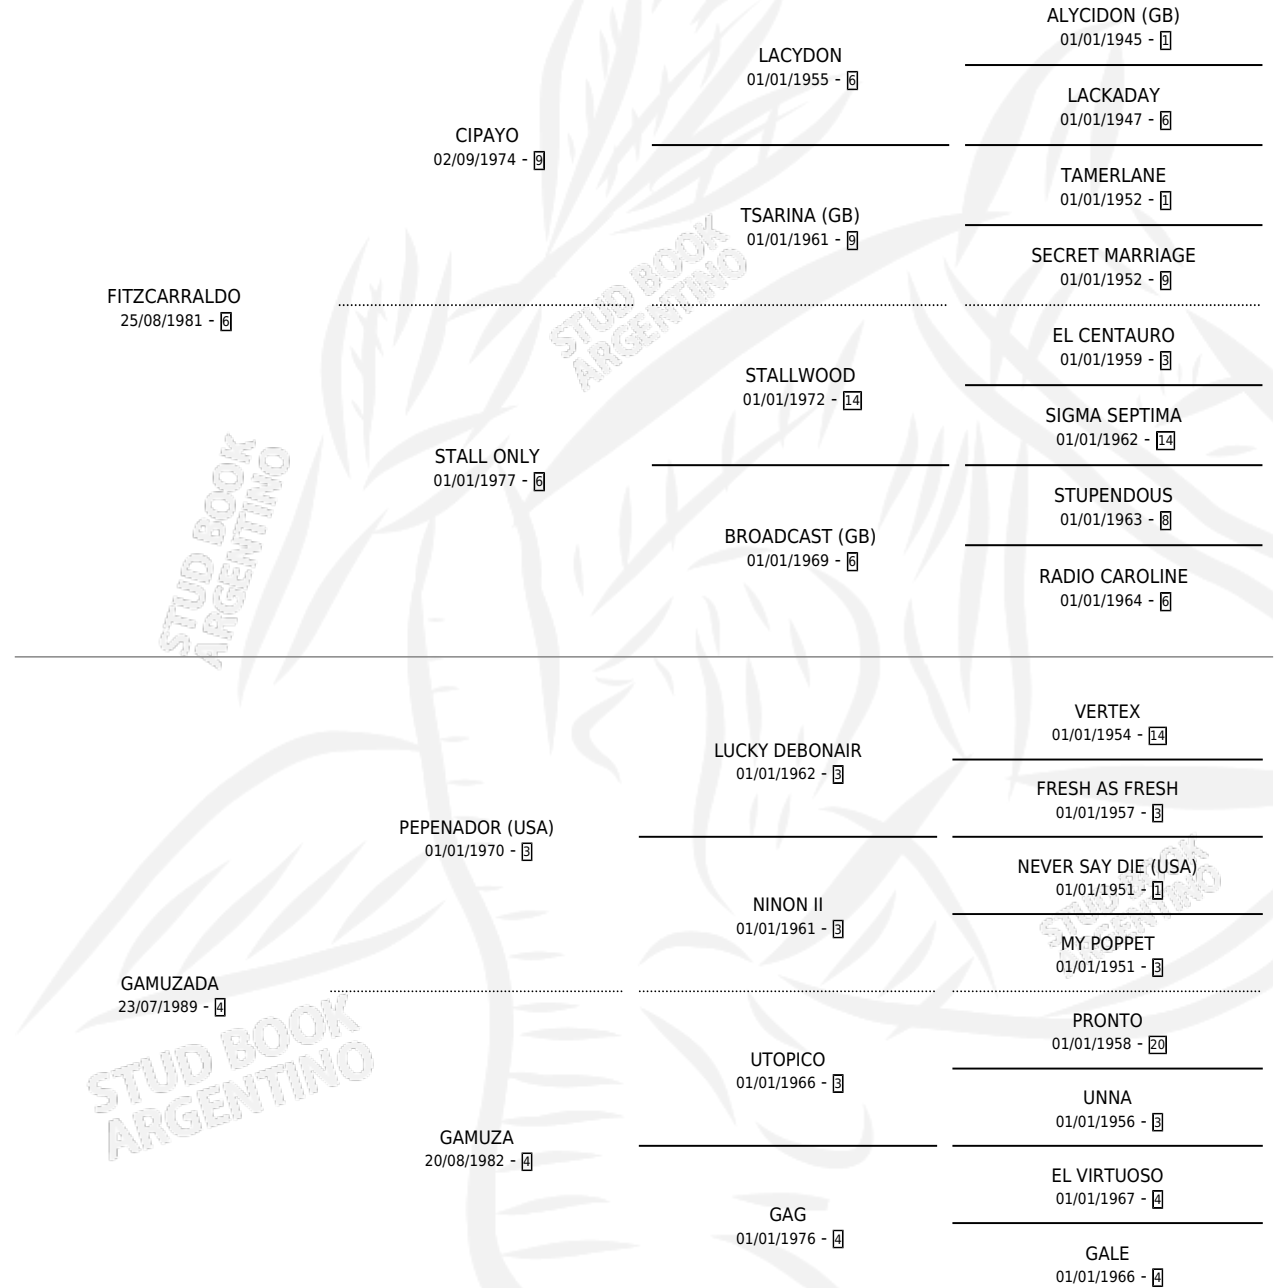 ALYCIDON (GB)
01/01/1945 - 1
LACYDON
01/01/1955 - 6
LACKADAY
01/01/1947 - 6
CIPAYO
02/09/1974 - 9
TAMERLANE
01/01/1952 - 1
TSARINA (GB)
01/01/1961 - 9
SECRET MARRIAGE
01/01/1952 - 9
FITZCARRALDO
25/08/1981 - 6
EL CENTAURO
01/01/1959 - 3
STALLWOOD
01/01/1972 - 14
SIGMA SEPTIMA
01/01/1962 - 14
STALL ONLY
01/01/1977 - 6
STUPENDOUS
01/01/1963 - 8
BROADCAST (GB)
01/01/1969 - 6
RADIO CAROLINE
01/01/1964 - 6
VERTEX
01/01/1954 - 14
LUCKY DEBONAIR
01/01/1962 - 3
FRESH AS FRESH
01/01/1957 - 3
PEPENADOR (USA)
01/01/1970 - 3
NEVER SAY DIE (USA)
01/01/1951 - 1
NINON II
01/01/1961 - 3
MY POPPET
01/01/1951 - 3
GAMUZADA
23/07/1989 - 4
PRONTO
01/01/1958 - 20
UTOPICO
01/01/1966 - 3
UNNA
01/01/1956 - 3
GAMUZA
20/08/1982 - 4
EL VIRTUOSO
01/01/1967 - 4
GAG
01/01/1976 - 4
GALE
01/01/1966 - 4
STUD BOOK
ARGENTINO
STUD BOOK
ARGENTINO
STUD BOOK
ARGENTINO
STUD BOOK
ARGENTINO